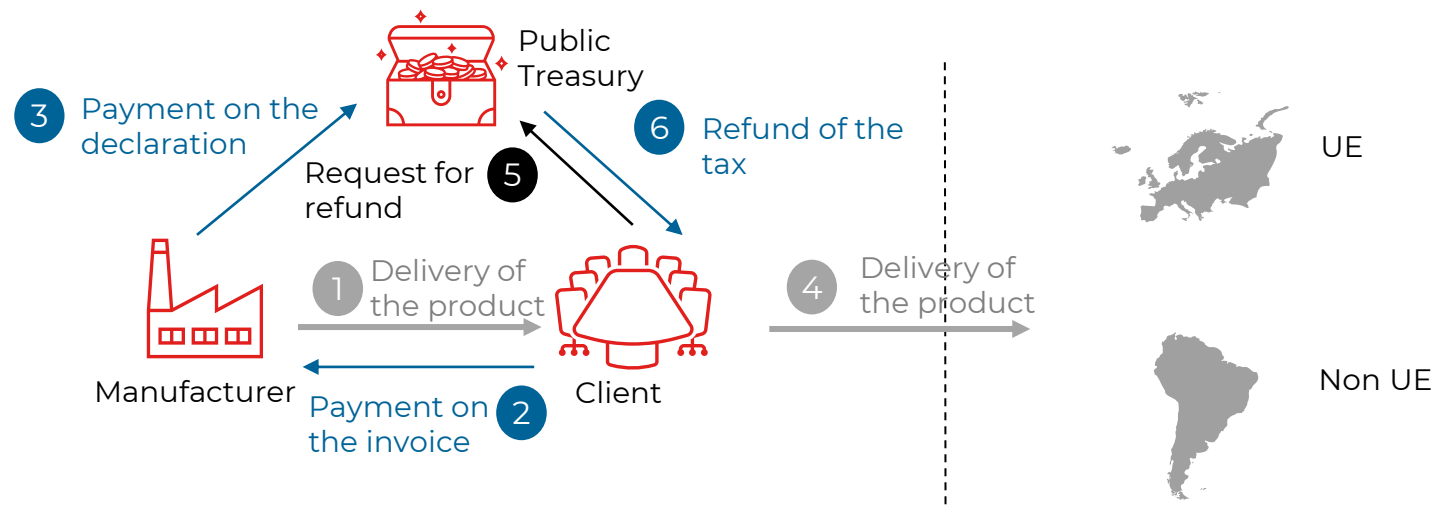 Public
Treasury
3
Payment on the
declaration
6
Refund of the
tax
Request for
refund
5
UE
1
Delivery of
the product
4
Delivery of
the product
Manufacturer
Client
Non UE
Payment on
the invoice
2